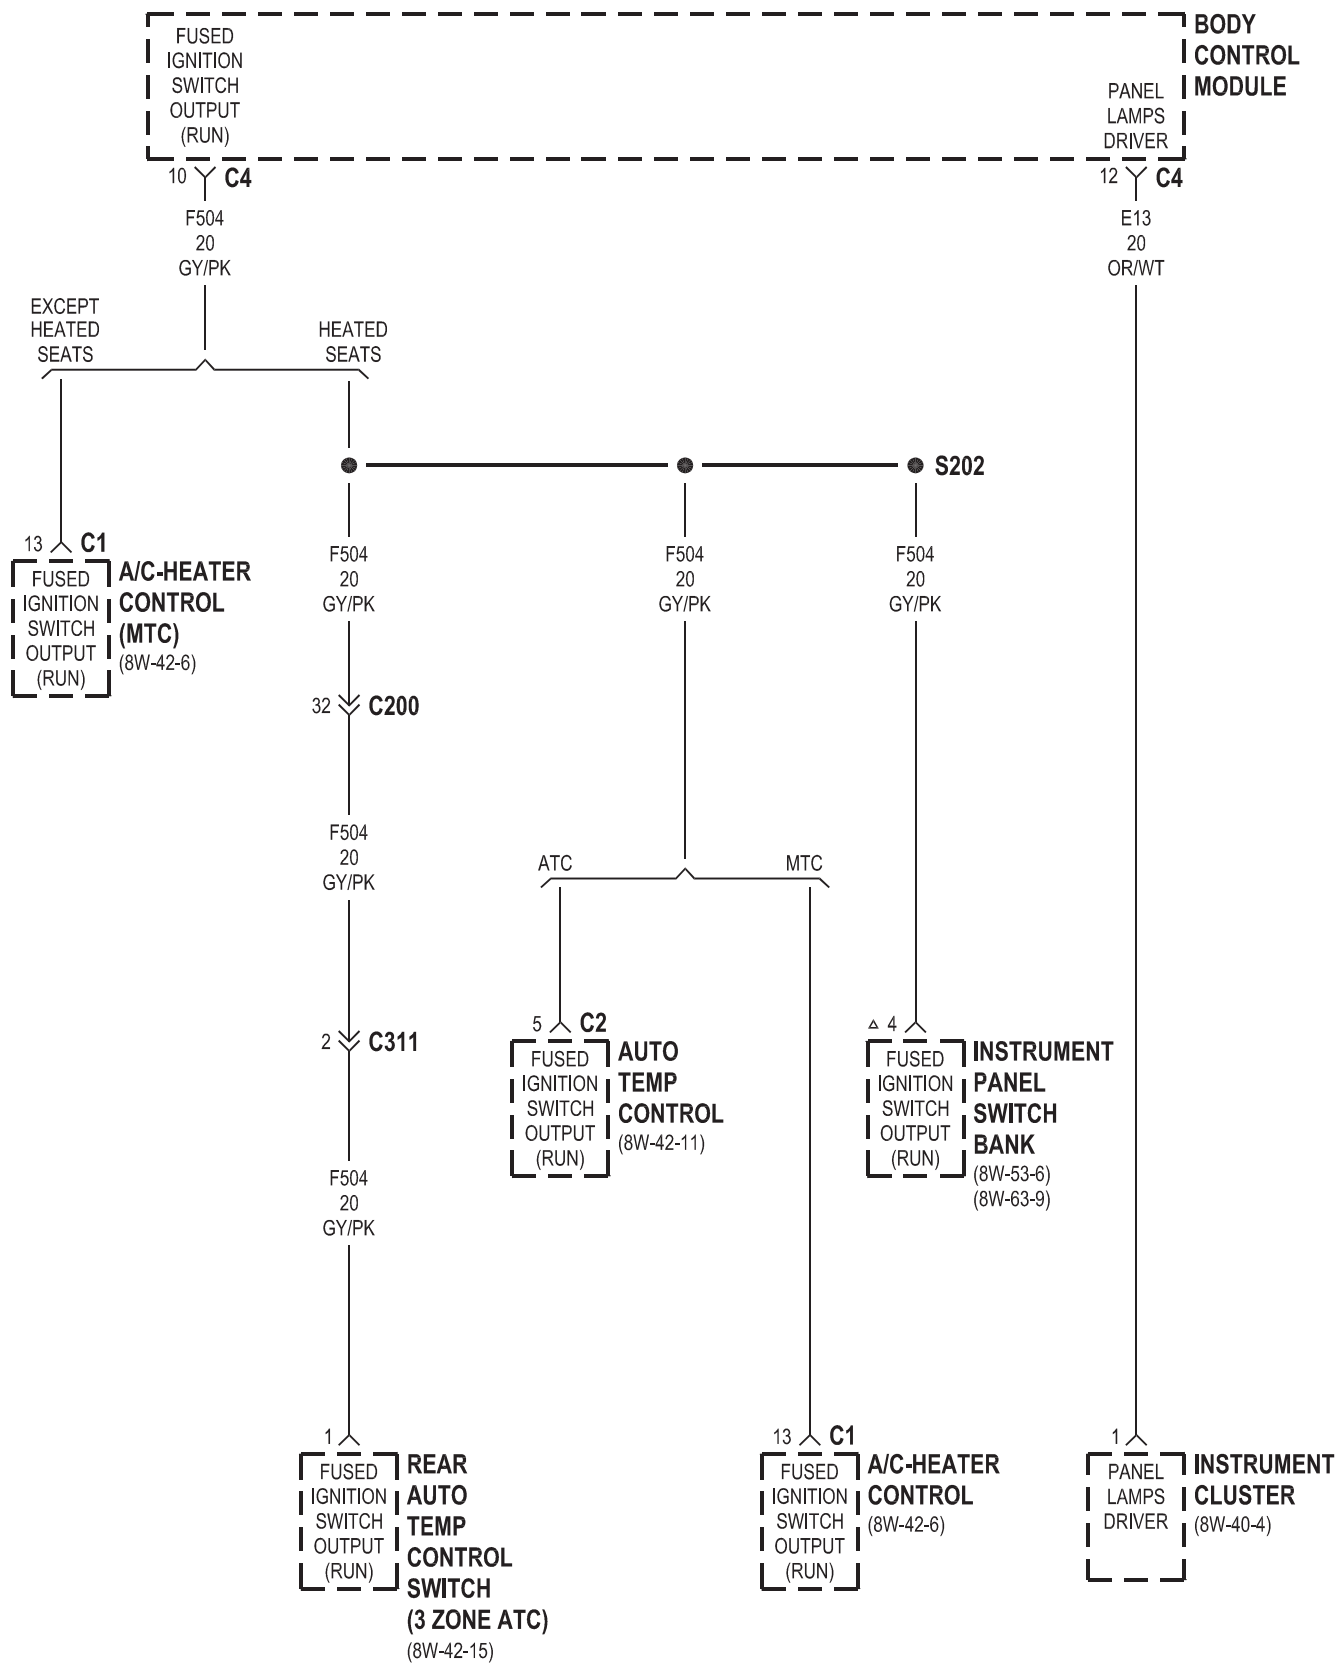 FUSED
IGNITION
SWITCH
OUTPUT
(RUN)
PANEL
LAMPS
DRIVER
BODY
CONTROL
MODULE
10 C4
12 C4
F504
20
GY/PK
E13
20
OR/WT
EXCEPT
HEATED
SEATS
HEATED
SEATS
S202
13 C1
FUSED
IGNITION
SWITCH
OUTPUT
(RUN)
A/C-HEATER
CONTROL
(MTC)
(8W-42-6)
F504
20
GY/PK
F504
20
GY/PK
F504
20
GY/PK
32 C200
F504
20
GY/PK
ATC
MTC
2 C311
5 C2
FUSED
IGNITION
SWITCH
OUTPUT
(RUN)
AUTO
TEMP
CONTROL
(8W-42-11)
△ 4
FUSED
IGNITION
SWITCH
OUTPUT
(RUN)
INSTRUMENT
PANEL
SWITCH
BANK
(8W-53-6)
(8W-63-9)
F504
20
GY/PK
1
FUSED
IGNITION
SWITCH
OUTPUT
(RUN)
REAR
AUTO
TEMP
CONTROL
SWITCH
(3 ZONE ATC)
(8W-42-15)
13 C1
FUSED
IGNITION
SWITCH
OUTPUT
(RUN)
A/C-HEATER
CONTROL
(8W-42-6)
1
PANEL
LAMPS
DRIVER
INSTRUMENT
CLUSTER
(8W-40-4)